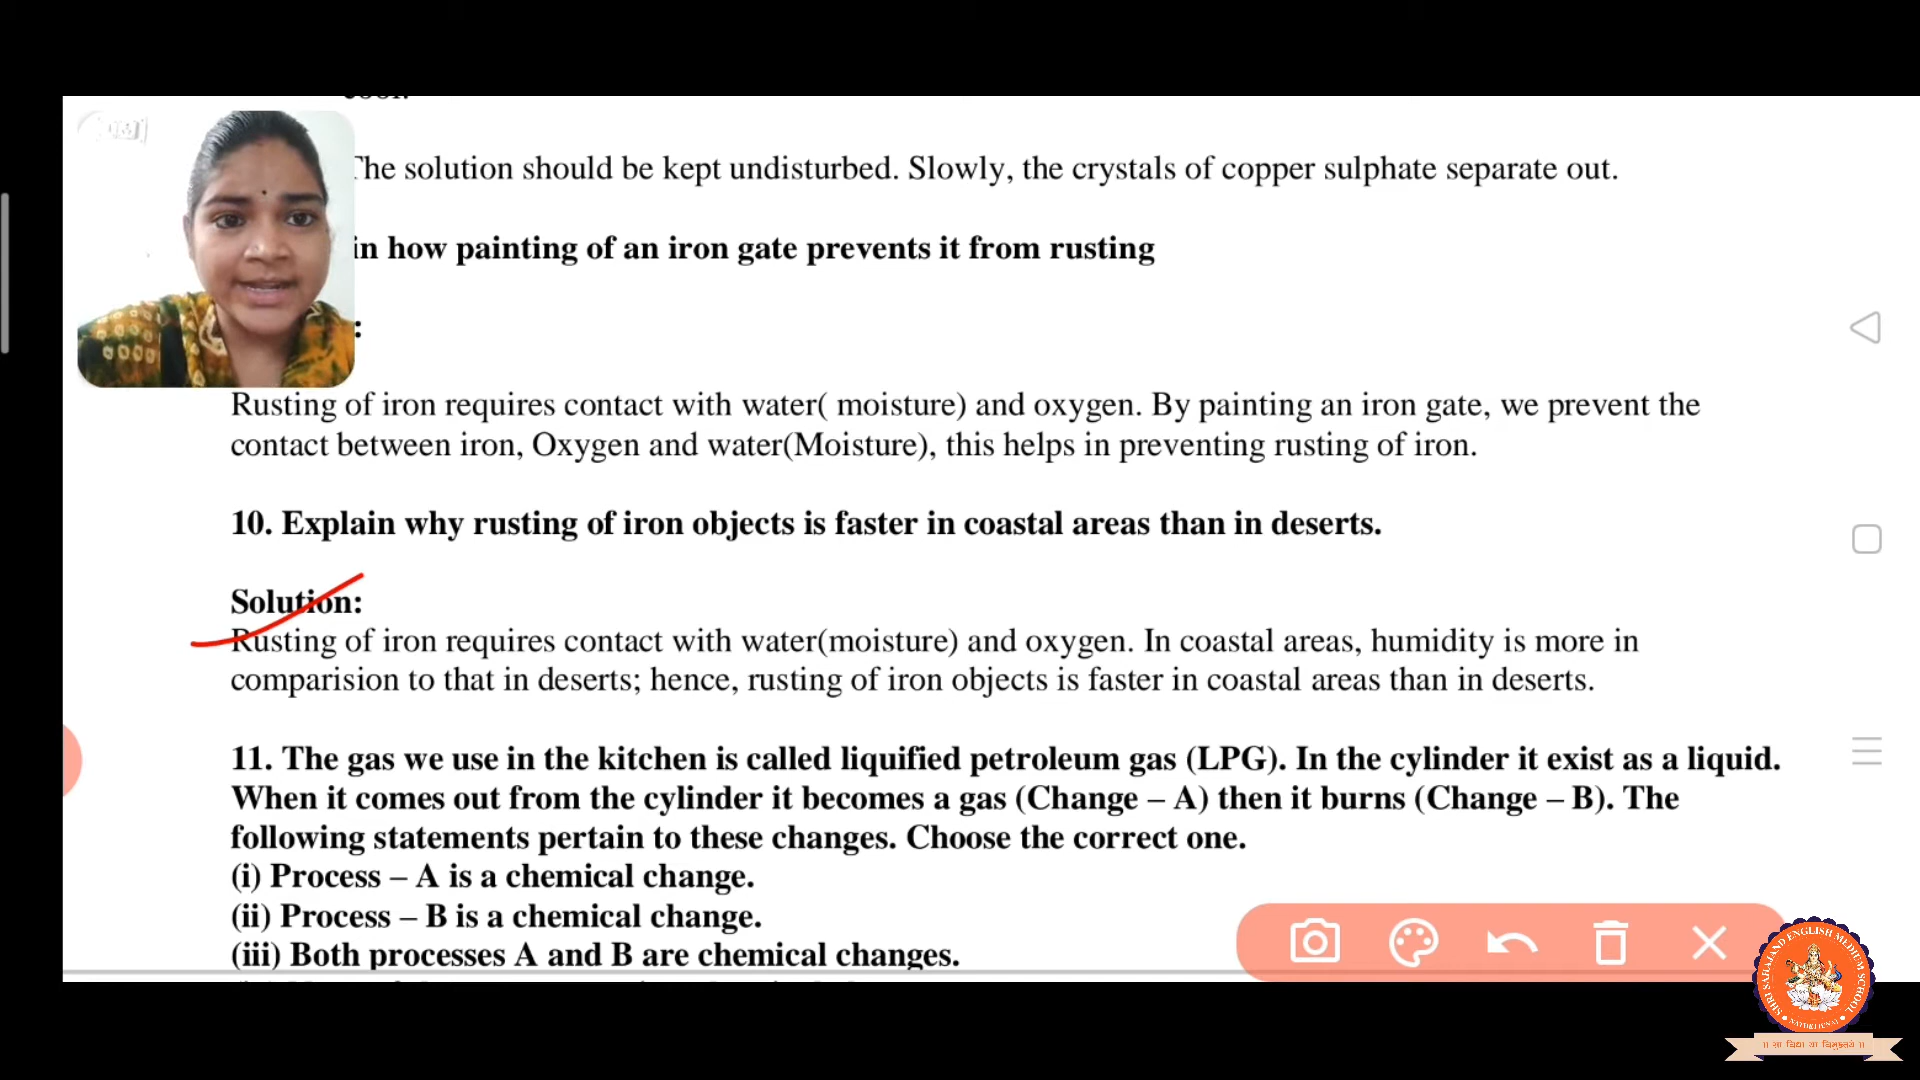 The solution should be kept undisturbed. Slowly, the crystals of copper sulphate separate out.
in how painting of an iron gate prevents it from rusting
:
Rusting of iron requires contact with water( moisture) and oxygen. By painting an iron gate, we prevent the
contact between iron, Oxygen and water(Moisture), this helps in preventing rusting of iron.
10. Explain why rusting of iron objects is faster in coastal areas than in deserts.
Solution:
Rusting of iron requires contact with water(moisture) and oxygen. In coastal areas, humidity is more in
comparision to that in deserts; hence, rusting of iron objects is faster in coastal areas than in deserts.
11. The gas we use in the kitchen is called liquified petroleum gas (LPG). In the cylinder it exist as a liquid.
When it comes out from the cylinder it becomes a gas (Change – A) then it burns (Change – B). The
following statements pertain to these changes. Choose the correct one.
(i) Process – A is a chemical change.
(ii) Process – B is a chemical change.
(iii) Both processes A and B are chemical changes.
SHRI SAHAJANAND ENGLISH MEDIUM SCHOOL
॥ सा विद्या या विमुक्तये ॥